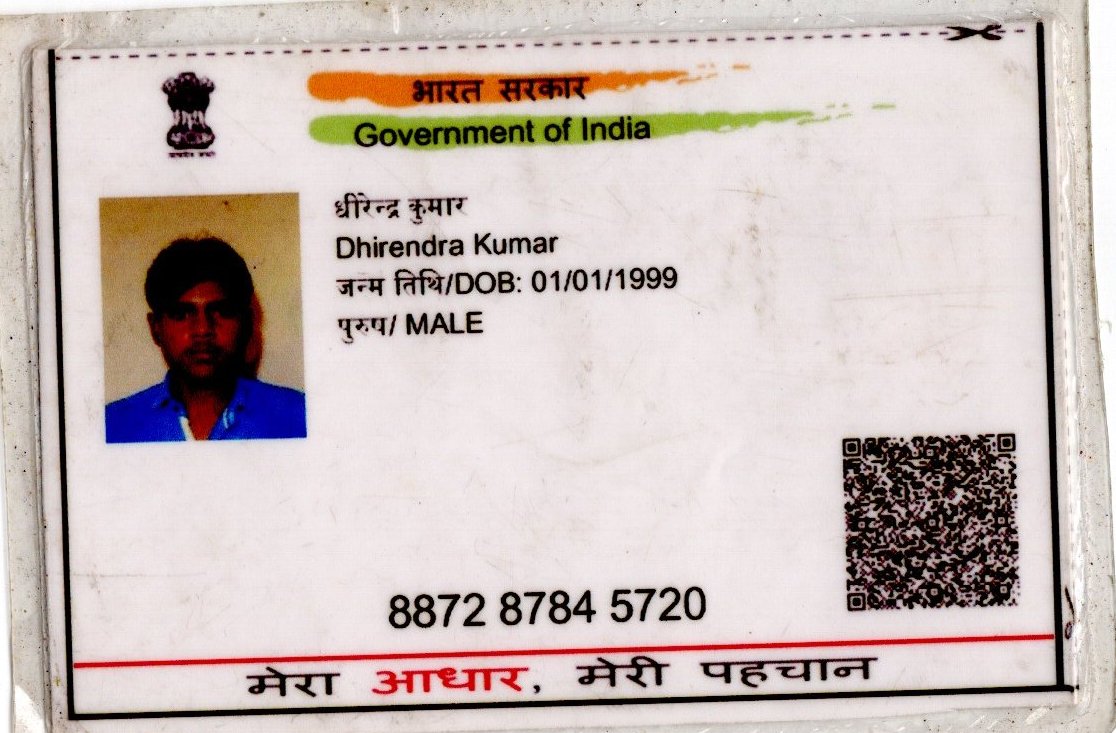 भारत सरकार
Government of India
धीरेन्द्र कुमार
Dhirendra Kumar
जन्म तिथि/DOB: 01/01/1999
पुरुष/ MALE
8872 8784 5720
मेरा आधार, मेरी पहचान